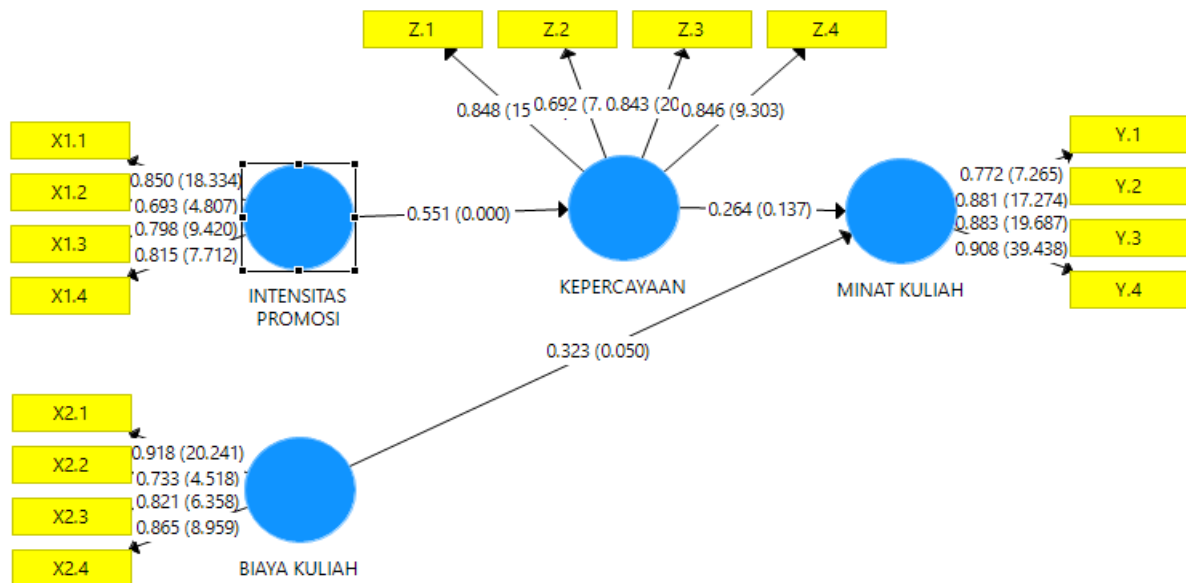 Z.1
Z.2
Z.3
Z.4
0.848 (15
0.692 (7.
0.843 (20
0.846 (9.303)
X1.1
X1.2
X1.3
X1.4
0.850 (18.334)
0.693 (4.807)
0.798 (9.420)
0.815 (7.712)
INTENSITAS
PROMOSI
0.551 (0.000)
KEPERCAYAAN
0.264 (0.137)
MINAT KULIAH
0.772 (7.265)
0.881 (17.274)
0.883 (19.687)
0.908 (39.438)
Y.1
Y.2
Y.3
Y.4
0.323 (0.050)
X2.1
X2.2
X2.3
X2.4
0.918 (20.241)
0.733 (4.518)
0.821 (6.358)
0.865 (8.959)
BIAYA KULIAH